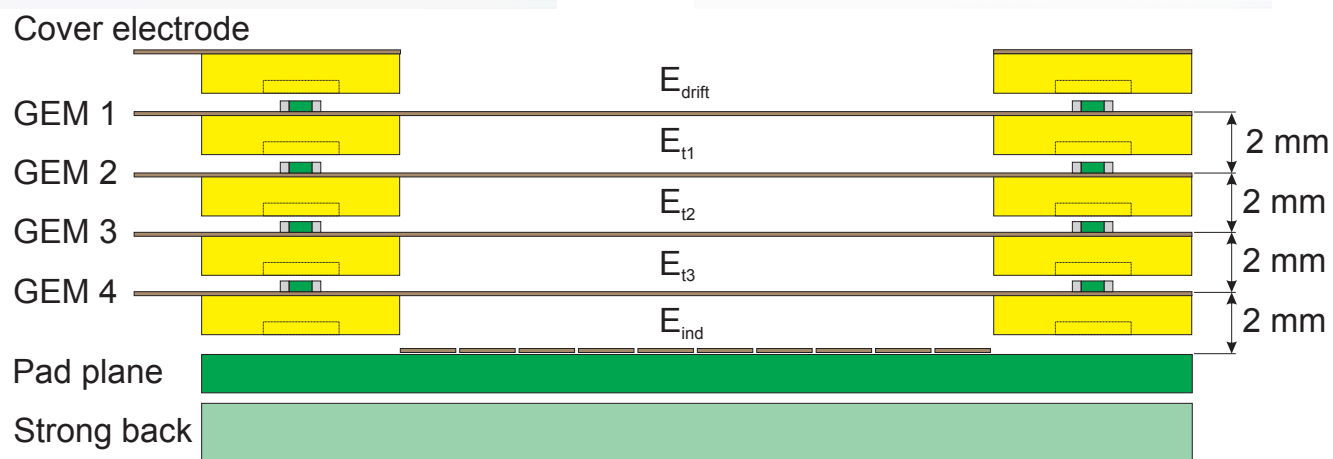 Cover electrode
E_drift
GEM 1
E_t1
2 mm
GEM 2
E_t2
2 mm
GEM 3
E_t3
2 mm
GEM 4
E_ind
2 mm
Pad plane
Strong back